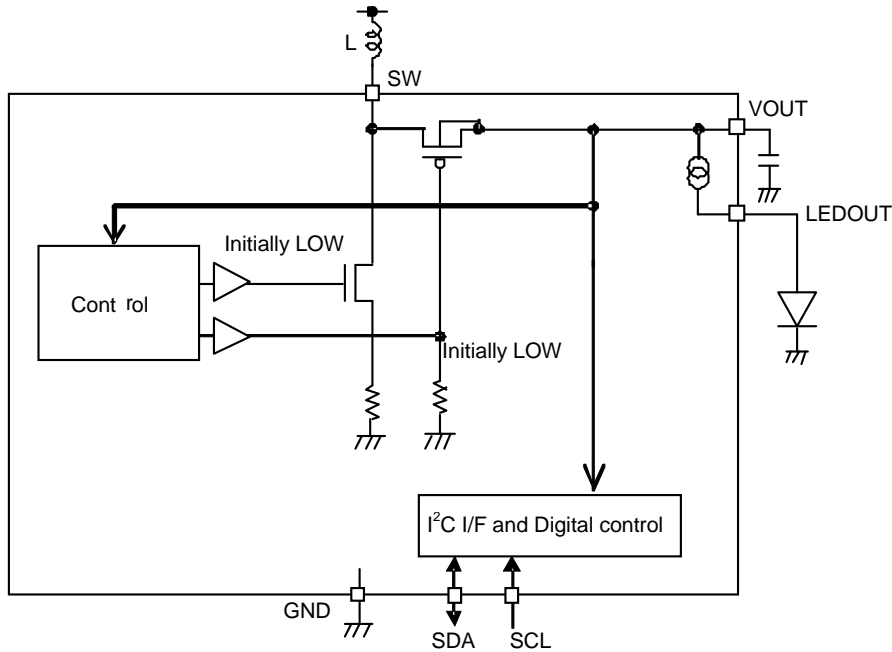 L
SW
VOUT
LEDOUT
Initially LOW
Cont rol
Initially LOW
I²C I/F and Digital control
GND
SDA
SCL